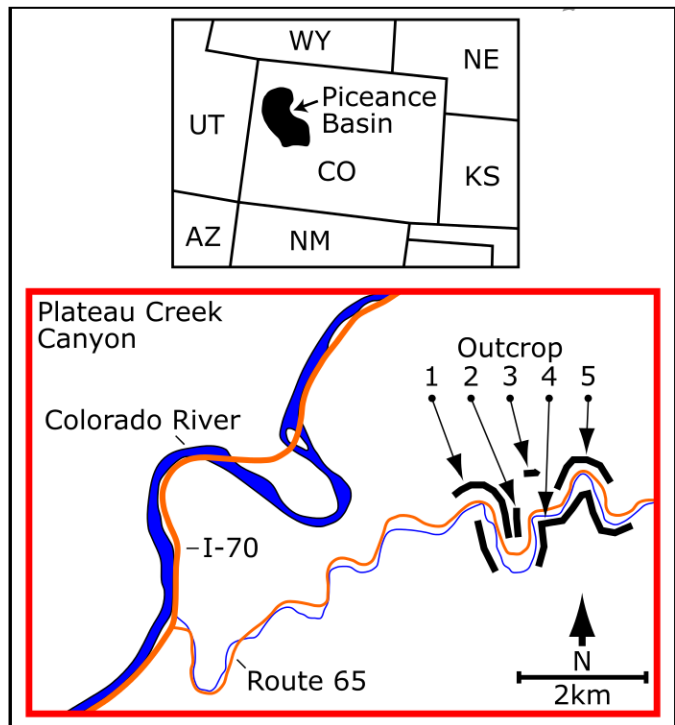 WY
NE
Piceance
Basin
UT
CO
KS
AZ
NM
Plateau Creek
Canyon
Outcrop
1 2 3 4 5
Colorado River
I-70
Route 65
N
2km